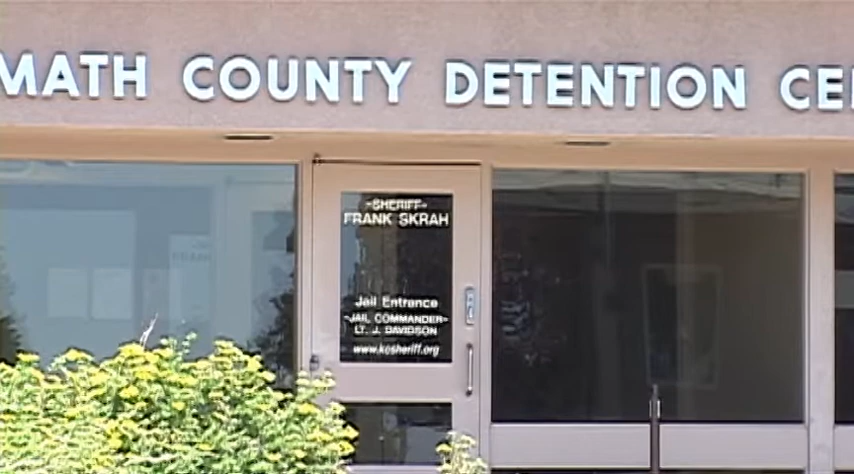 MATH COUNTY DETENTION CE
~SHERIFF~
FRANK SKRAH
Jail Entrance
~JAIL COMMANDER~
LT. J. DAVIDSON
www.kcsheriff.org